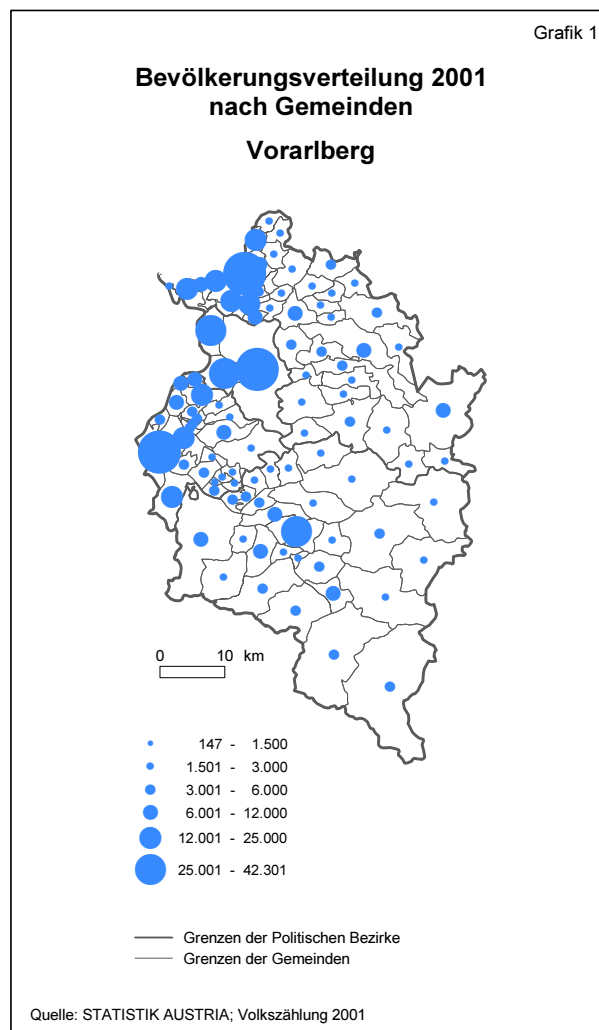 Grafik 1
Bevölkerungsverteilung 2001
nach Gemeinden
Vorarlberg
0 10 km
147 - 1.500
1.501 - 3.000
3.001 - 6.000
6.001 - 12.000
12.001 - 25.000
25.001 - 42.301
Grenzen der Politischen Bezirke
Grenzen der Gemeinden
Quelle: STATISTIK AUSTRIA; Volkszählung 2001